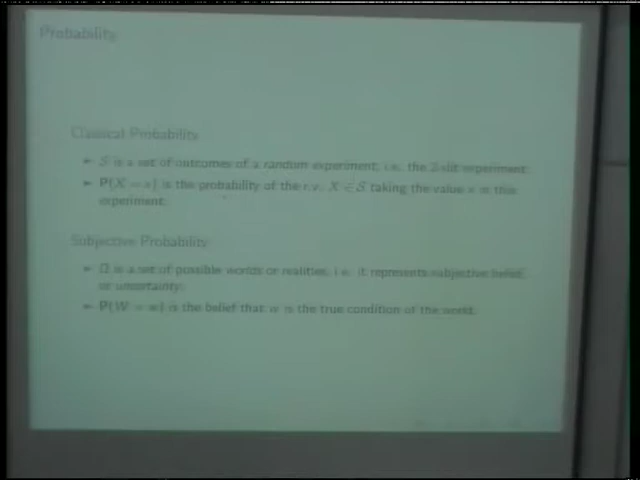 Probability
Classical Probability
S is a set of outcomes of a random experiment, i.e. the 2-slit experiment.
P(X = x) is the probability of the r.v. X ∈ S taking the value x in this
experiment.
Subjective Probability
Ω is a set of possible worlds or realities, i.e. it represents subjective belief
or uncertainty.
P(W = w) is the belief that w is the true condition of the world.